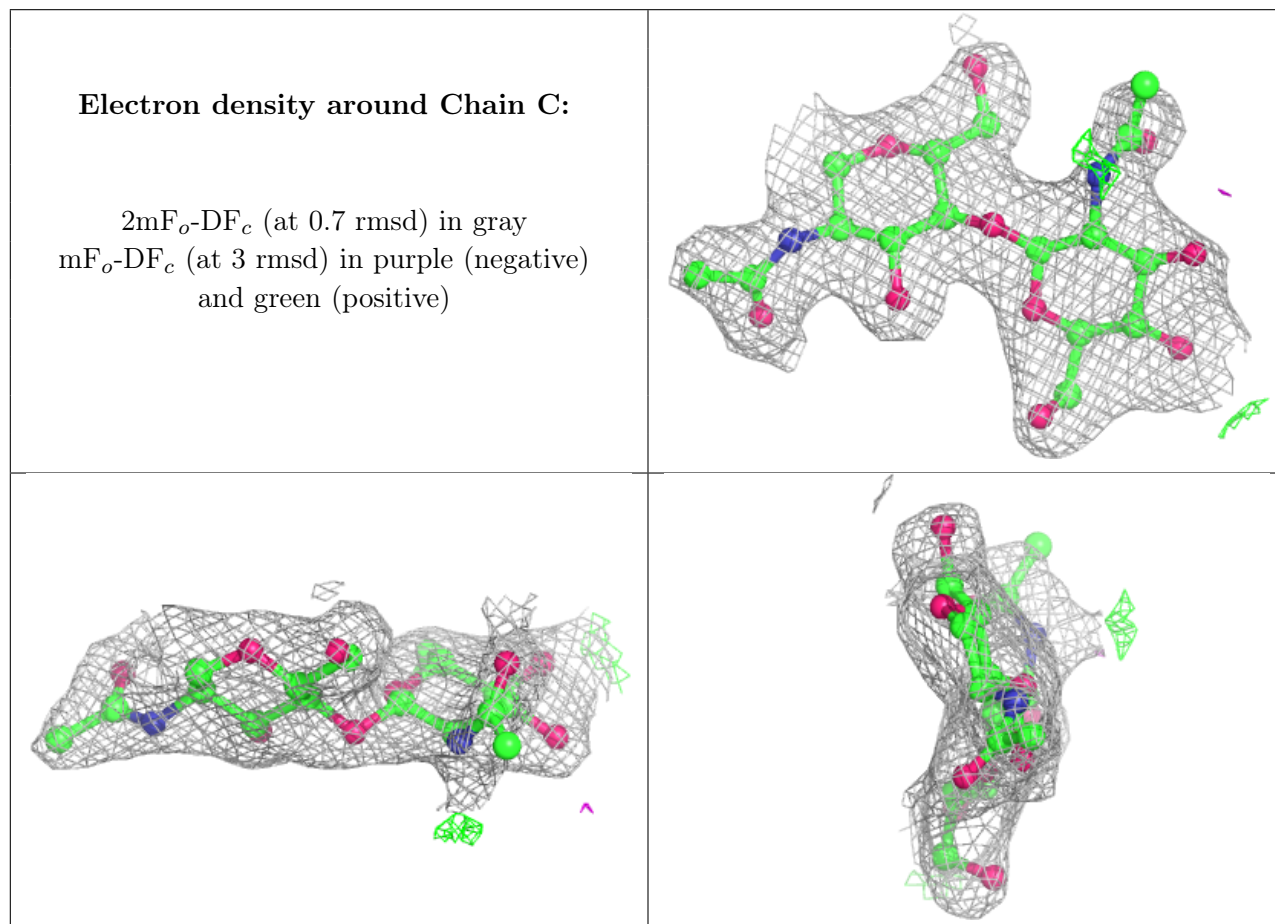 Electron density around Chain C:
2mFₒ-DF𝒸 (at 0.7 rmsd) in gray
mFₒ-DF𝒸 (at 3 rmsd) in purple (negative)
and green (positive)